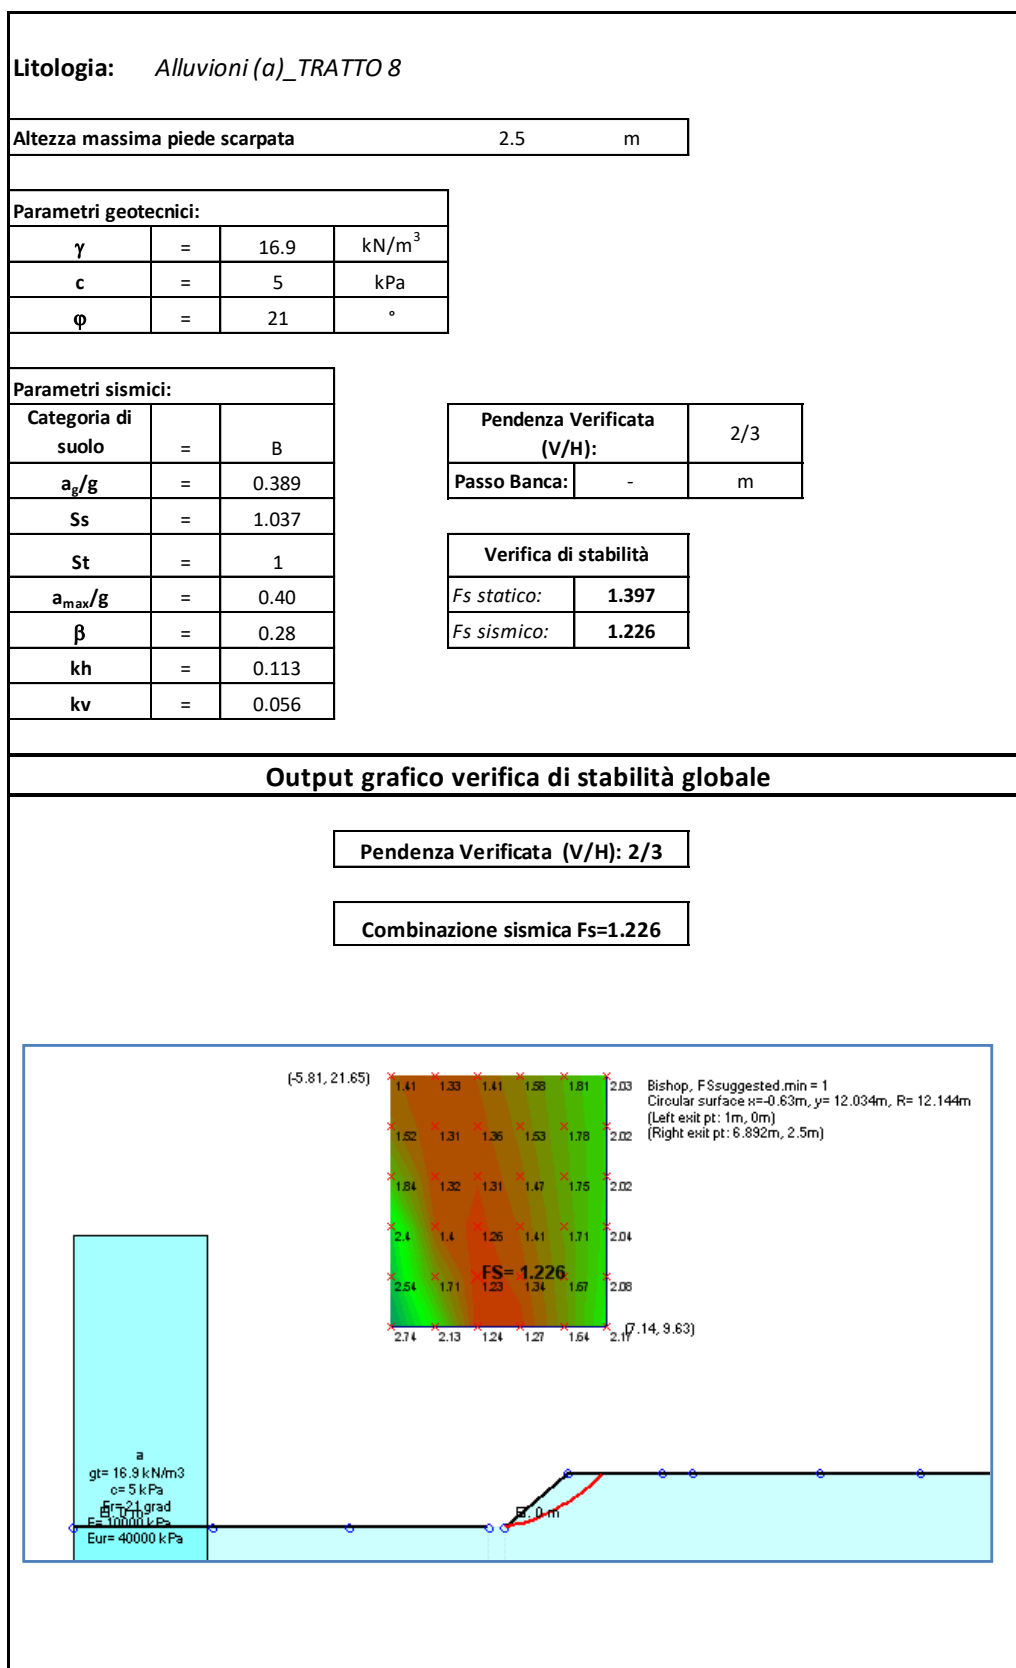 Litologia: Alluvioni (a)_TRATTO 8
Altezza massima piede scarpata 2.5 m
Parametri geotecnici:
γ = 16.9 kN/m³
c = 5 kPa
φ = 21 °
Parametri sismici:
Categoria di suolo = B
ag/g = 0.389
Ss = 1.037
St = 1
amax/g = 0.40
β = 0.28
kh = 0.113
kv = 0.056
Pendenza Verificata (V/H): 2/3
Passo Banca: - m
Verifica di stabilità
Fs statico: 1.397
Fs sismico: 1.226
Output grafico verifica di stabilità globale
Pendenza Verificata (V/H): 2/3
Combinazione sismica Fs=1.226
(-5.81, 21.65)
1.41 1.33 1.41 1.58 1.81 2.03
1.52 1.31 1.36 1.53 1.78 2.02
1.84 1.32 1.31 1.47 1.75 2.02
2.4 1.4 1.26 1.41 1.71 2.04
FS= 1.226
2.54 1.71 1.23 1.34 1.67 2.08
2.74 2.13 1.24 1.27 1.64 2.17
(7.14, 9.63)
Bishop, FSsuggested.min = 1
Circular surface x=-0.63m, y= 12.034m, R= 12.144m
(Left exit pt: 1m, 0m)
(Right exit pt: 6.892m, 2.5m)
a
gt= 16.9 kN/m3
c= 5 kPa
Fr= 21 grad
E= 10000 kPa
Eur= 40000 kPa
0 m
0 m